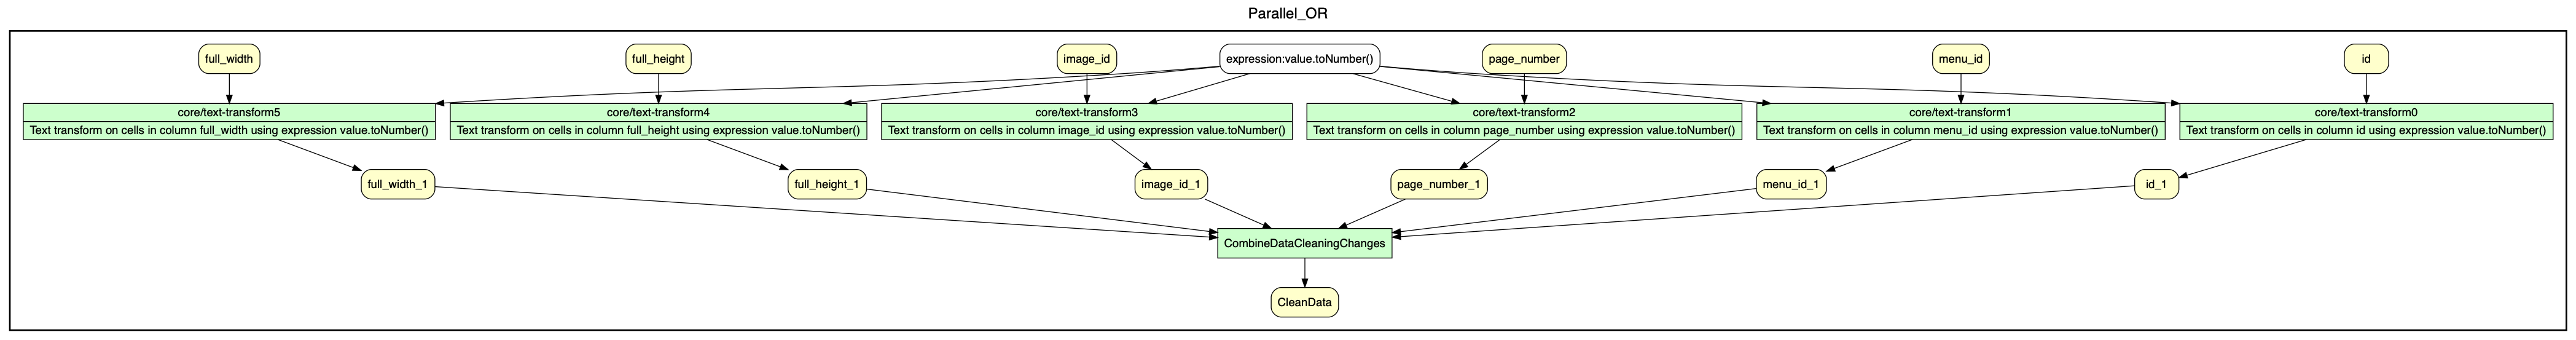 Parallel_OR
full_width
full_height
image_id
expression:value.toNumber()
page_number
menu_id
id
core/text-transform5
core/text-transform4
core/text-transform3
core/text-transform2
core/text-transform1
core/text-transform0
Text transform on cells in column full_width using expression value.toNumber()
Text transform on cells in column full_height using expression value.toNumber()
Text transform on cells in column image_id using expression value.toNumber()
Text transform on cells in column page_number using expression value.toNumber()
Text transform on cells in column menu_id using expression value.toNumber()
Text transform on cells in column id using expression value.toNumber()
full_width_1
full_height_1
image_id_1
page_number_1
menu_id_1
id_1
CombineDataCleaningChanges
CleanData